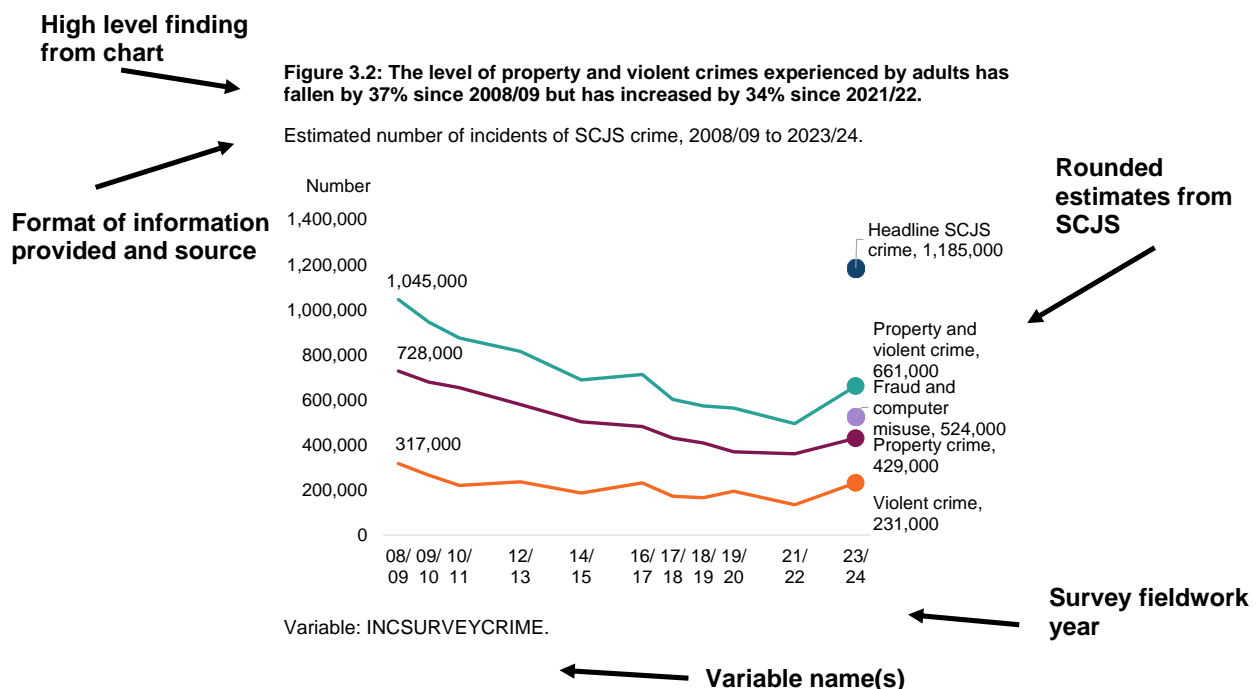 High level finding
from chart
Figure 3.2: The level of property and violent crimes experienced by adults has
fallen by 37% since 2008/09 but has increased by 34% since 2021/22.
Estimated number of incidents of SCJS crime, 2008/09 to 2023/24.
Format of information
provided and source
Rounded
estimates from
SCJS
Number
1,400,000
1,200,000
1,000,000
800,000
600,000
400,000
200,000
0
1,045,000
728,000
317,000
Headline SCJS
crime, 1,185,000
Property and
violent crime,
661,000
Fraud and
computer
misuse, 524,000
Property crime,
429,000
Violent crime,
231,000
08/ 09/ 10/ 12/ 14/ 16/ 17/ 18/ 19/ 21/ 23/
09 10 11 13 15 17 18 19 20 22 24
Survey fieldwork
year
Variable: INCSURVEYCRIME.
Variable name(s)